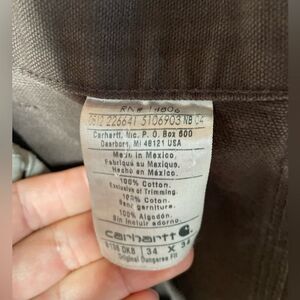 RN# 14806
0512 226641 5106903 NB 04
Carhartt, Inc. P. O. Box 600
Dearborn, MI 48121 USA
Made in Mexico.
Fabriqué au Mexique,
Hecho en México.
100% Cotton.
Exclusive of Trimming.
100% Coton.
Sans garniture.
100% Algodón.
Sin incluir adorno.
carhartt
DKB 34 X 34
Original Dungaree Fit